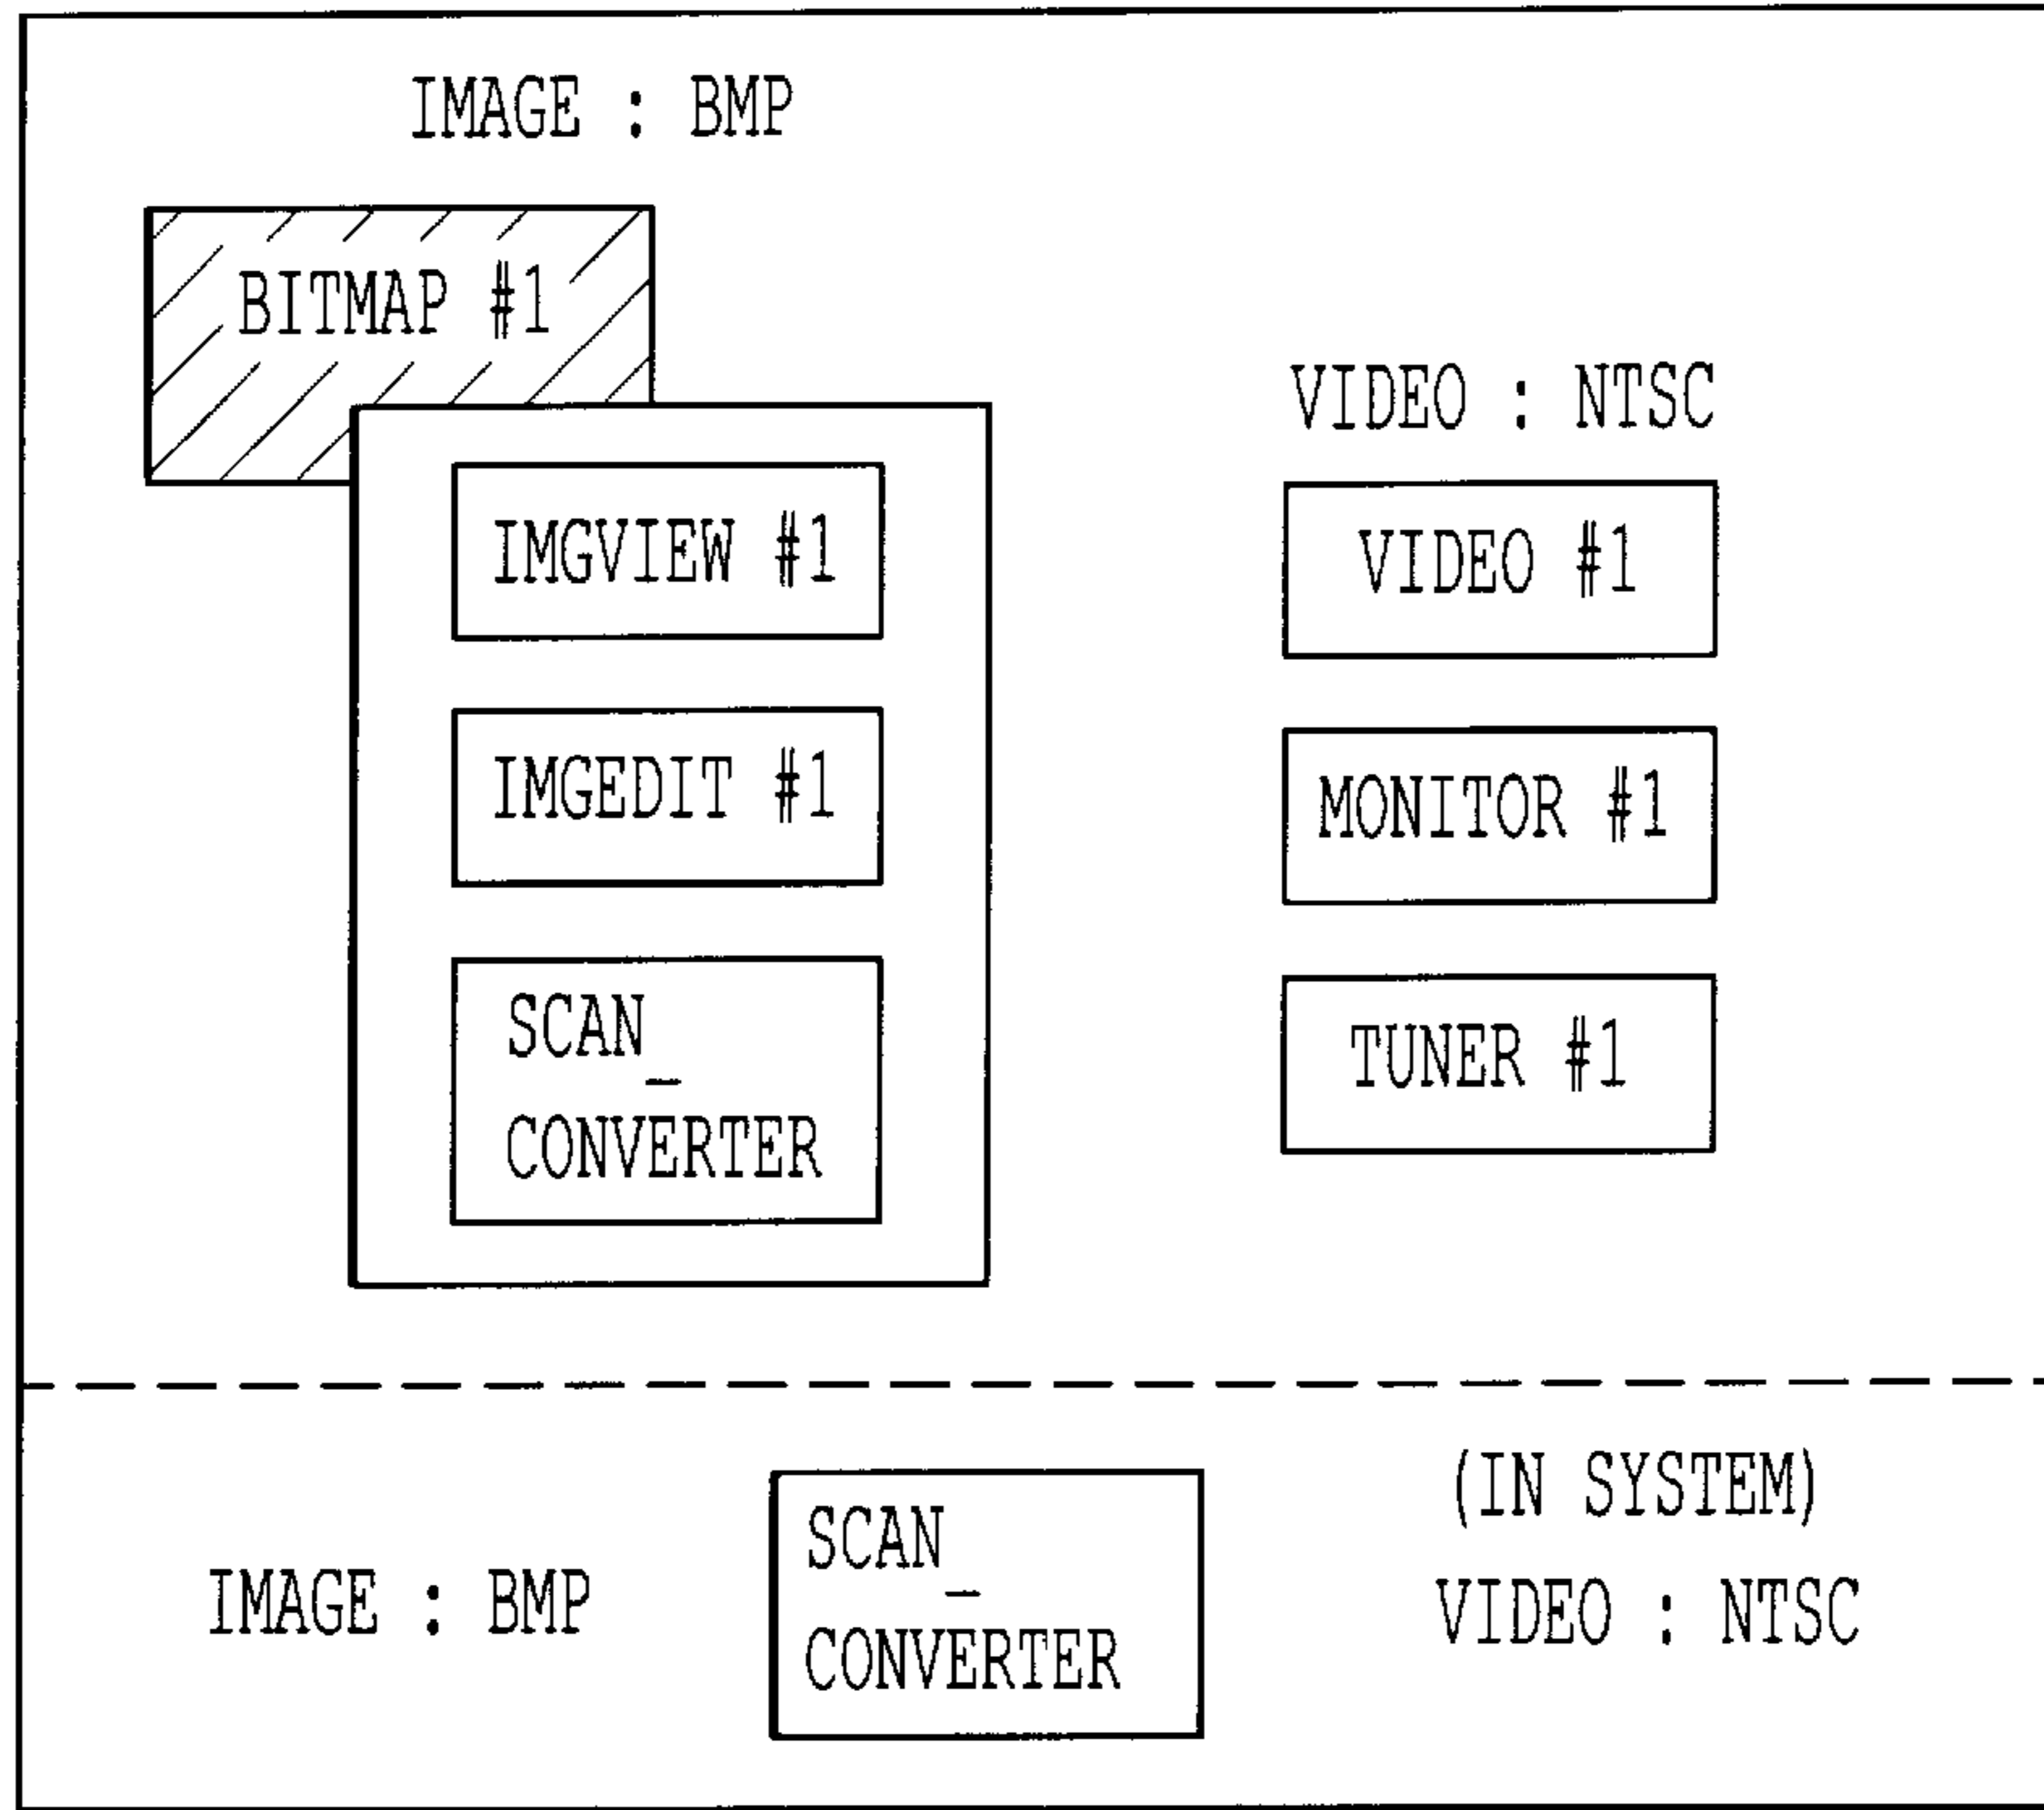 IMAGE : BMP
BITMAP #1
IMGVIEW #1
IMGEDIT #1
SCAN_
CONVERTER
VIDEO : NTSC
VIDEO #1
MONITOR #1
TUNER #1
IMAGE : BMP
SCAN_
CONVERTER
(IN SYSTEM)
VIDEO : NTSC